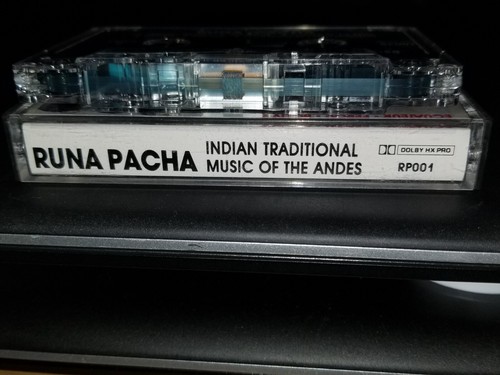 RUNA PACHA
INDIAN TRADITIONAL
MUSIC OF THE ANDES
DOLBY HX PRO
RP001